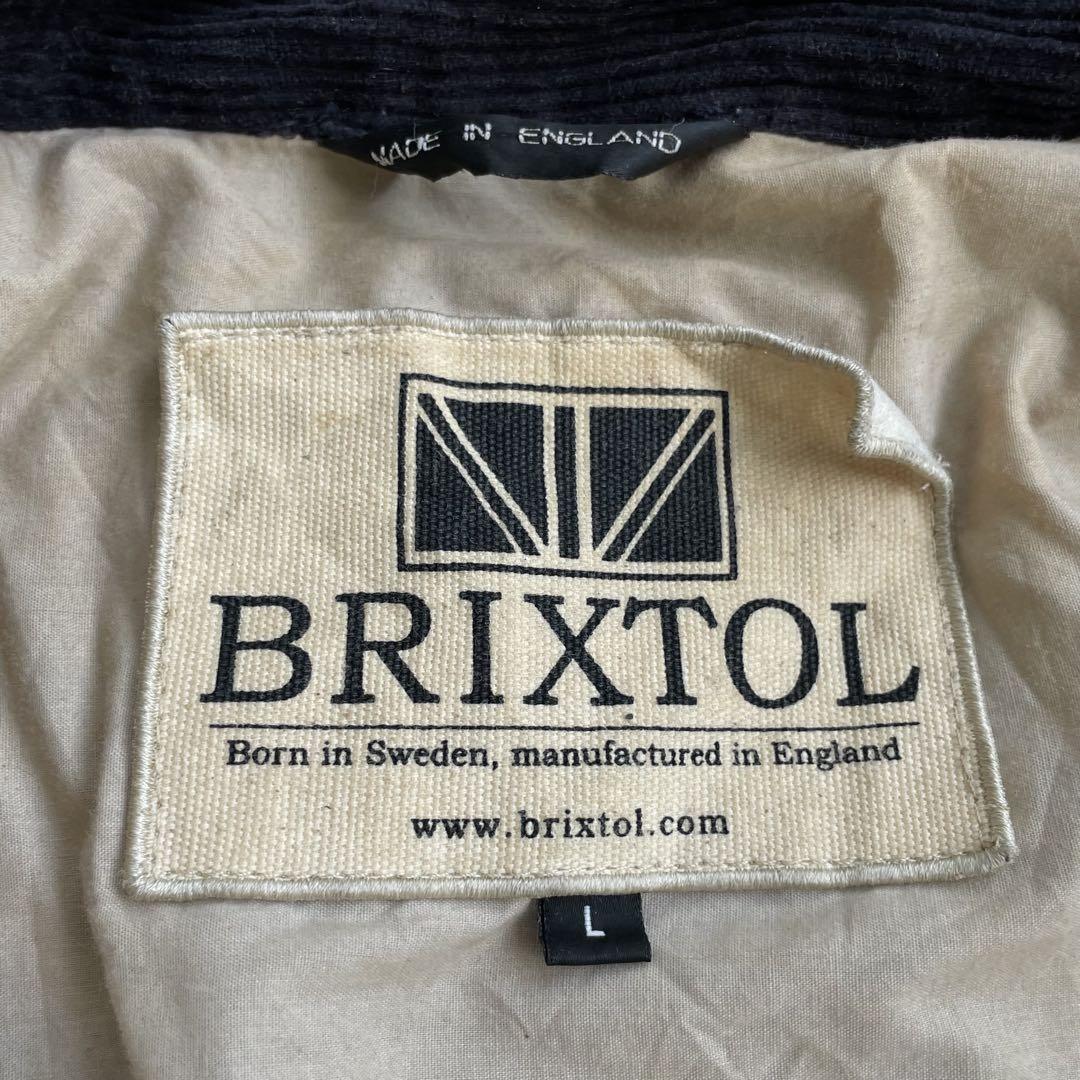 MADE IN ENGLAND
BRIXTOL
Born in Sweden, manufactured in England
www.brixtol.com
L